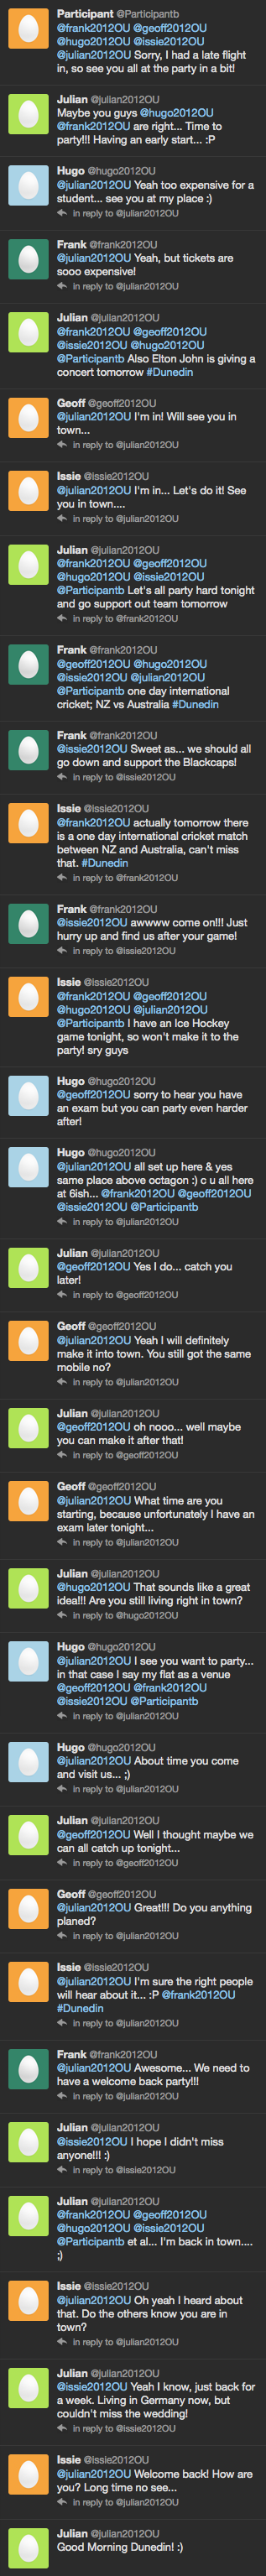 Participant @Participantb
@frank2012OU @geoff2012OU
@hugo2012OU @issie2012OU
@julian2012OU Sorry, I had a late flight
in, so see you all at the party in a bit!
Julian @julian2012OU
Maybe you guys @hugo2012OU
@frank2012OU are right... Time to
party!!! Having an early start... :P
Hugo @hugo2012OU
@julian2012OU Yeah too expensive for a
student... see you at my place :)
in reply to @julian2012OU
Frank @frank2012OU
@julian2012OU Yeah, but tickets are
sooo expensive!
in reply to @julian2012OU
Julian @julian2012OU
@frank2012OU @geoff2012OU
@issie2012OU @hugo2012OU
@Participantb Also Elton John is giving a
concert tomorrow #Dunedin
Geoff @geoff2012OU
@julian2012OU I'm in! Will see you in
town...
in reply to @julian2012OU
Issie @issie2012OU
@julian2012OU I'm in... Let's do it! See
you in town....
in reply to @julian2012OU
Julian @julian2012OU
@frank2012OU @geoff2012OU
@hugo2012OU @issie2012OU
@Participantb Let's all party hard tonight
and go support out team tomorrow
in reply to @frank2012OU
Frank @frank2012OU
@geoff2012OU @hugo2012OU
@issie2012OU @julian2012OU
@Participantb one day international
cricket; NZ vs Australia #Dunedin
Frank @frank2012OU
@issie2012OU Sweet as... we should all
go down and support the Blackcaps!
in reply to @issie2012OU
Issie @issie2012OU
@frank2012OU actually tomorrow there
is a one day international cricket match
between NZ and Australia, can't miss
that. #Dunedin
in reply to @frank2012OU
Frank @frank2012OU
@issie2012OU awwww come on!!! Just
hurry up and find us after your game!
in reply to @issie2012OU
Issie @issie2012OU
@frank2012OU @geoff2012OU
@hugo2012OU @julian2012OU
@Participantb I have an Ice Hockey
game tonight, so won't make it to the
party! sry guys
Hugo @hugo2012OU
@geoff2012OU sorry to hear you have
an exam but you can party even harder
after!
Hugo @hugo2012OU
@julian2012OU all set up here & yes
same place above octagon :) c u all here
at 6ish... @frank2012OU @geoff2012OU
@issie2012OU @Participantb
in reply to @julian2012OU
Julian @julian2012OU
@geoff2012OU Yes I do... catch you
later!
in reply to @geoff2012OU
Geoff @geoff2012OU
@julian2012OU Yeah I will definitely
make it into town. You still got the same
mobile no?
in reply to @julian2012OU
Julian @julian2012OU
@geoff2012OU oh nooo... well maybe
you can make it after that!
in reply to @geoff2012OU
Geoff @geoff2012OU
@julian2012OU What time are you
starting, because unfortunately I have an
exam later tonight...
in reply to @julian2012OU
Julian @julian2012OU
@hugo2012OU That sounds like a great
idea!!! Are you still living right in town?
in reply to @hugo2012OU
Hugo @hugo2012OU
@julian2012OU I see you want to party...
in that case I say my flat as a venue
@geoff2012OU @frank2012OU
@issie2012OU @Participantb
in reply to @julian2012OU
Hugo @hugo2012OU
@julian2012OU About time you come
and visit us... ;)
in reply to @julian2012OU
Julian @julian2012OU
@geoff2012OU Well I thought maybe we
can all catch up tonight...
in reply to @geoff2012OU
Geoff @geoff2012OU
@julian2012OU Great!!! Do you anything
planed?
in reply to @julian2012OU
Issie @issie2012OU
@julian2012OU I'm sure the right people
will hear about it... :P @frank2012OU
#Dunedin
in reply to @julian2012OU
Frank @frank2012OU
@julian2012OU Awesome... We need to
have a welcome back party!!!
in reply to @julian2012OU
Julian @julian2012OU
@issie2012OU I hope I didn't miss
anyone!!! :)
in reply to @issie2012OU
Julian @julian2012OU
@frank2012OU @geoff2012OU
@hugo2012OU @issie2012OU
@Participantb et al... I'm back in town....
;)
Issie @issie2012OU
@julian2012OU Oh yeah I heard about
that. Do the others know you are in
town?
in reply to @julian2012OU
Julian @julian2012OU
@issie2012OU Yeah I know, just back for
a week. Living in Germany now, but
couldn't miss the wedding!
in reply to @issie2012OU
Issie @issie2012OU
@julian2012OU Welcome back! How are
you? Long time no see...
in reply to @julian2012OU
Julian @julian2012OU
Good Morning Dunedin! :)